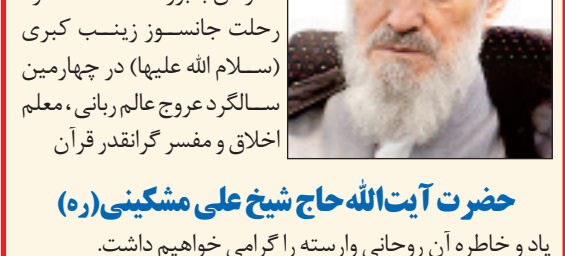 رحلت جانسوز زینب کبری
(سلام الله علیها) در چهارمین
سالگرد عروج عالم ربانی، معلم
اخلاق و مفسر گرانقدر قرآن
حضرت آیت‌الله حاج شیخ علی مشکینی(ره)
یاد و خاطره آن روحانی وارسته را گرامی خواهیم داشت.